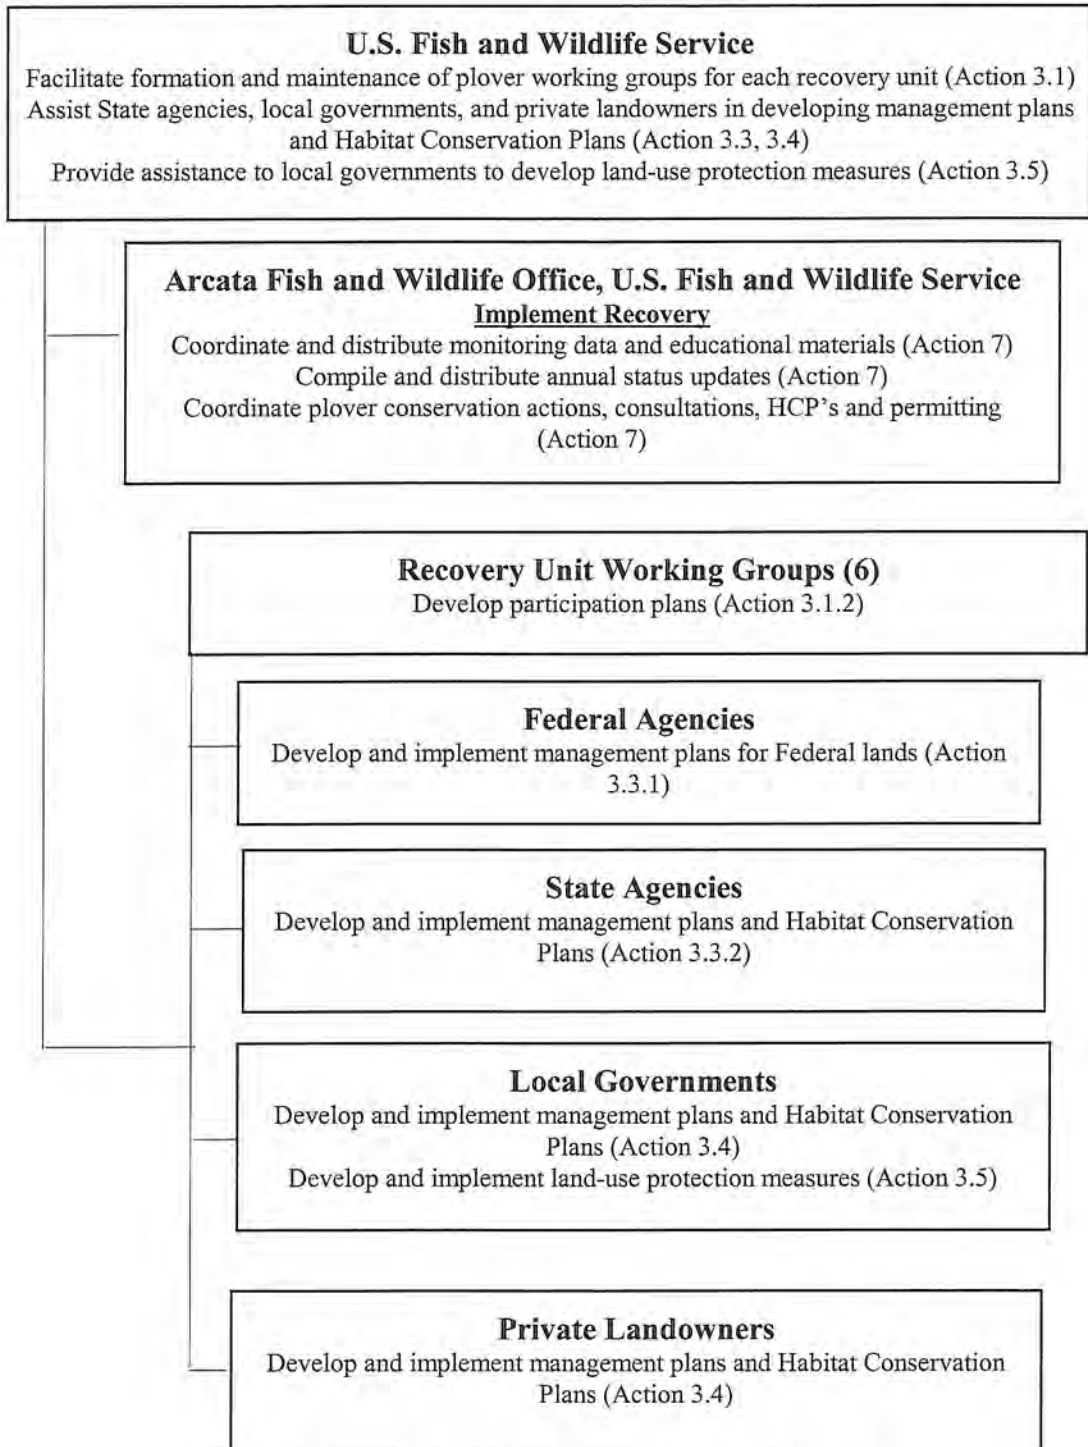 U.S. Fish and Wildlife Service
Facilitate formation and maintenance of plover working groups for each recovery unit (Action 3.1)
Assist State agencies, local governments, and private landowners in developing management plans
and Habitat Conservation Plans (Action 3.3, 3.4)
Provide assistance to local governments to develop land-use protection measures (Action 3.5)
Arcata Fish and Wildlife Office, U.S. Fish and Wildlife Service
Implement Recovery
Coordinate and distribute monitoring data and educational materials (Action 7)
Compile and distribute annual status updates (Action 7)
Coordinate plover conservation actions, consultations, HCP's and permitting
(Action 7)
Recovery Unit Working Groups (6)
Develop participation plans (Action 3.1.2)
Federal Agencies
Develop and implement management plans for Federal lands (Action
3.3.1)
State Agencies
Develop and implement management plans and Habitat Conservation
Plans (Action 3.3.2)
Local Governments
Develop and implement management plans and Habitat Conservation
Plans (Action 3.4)
Develop and implement land-use protection measures (Action 3.5)
Private Landowners
Develop and implement management plans and Habitat Conservation
Plans (Action 3.4)